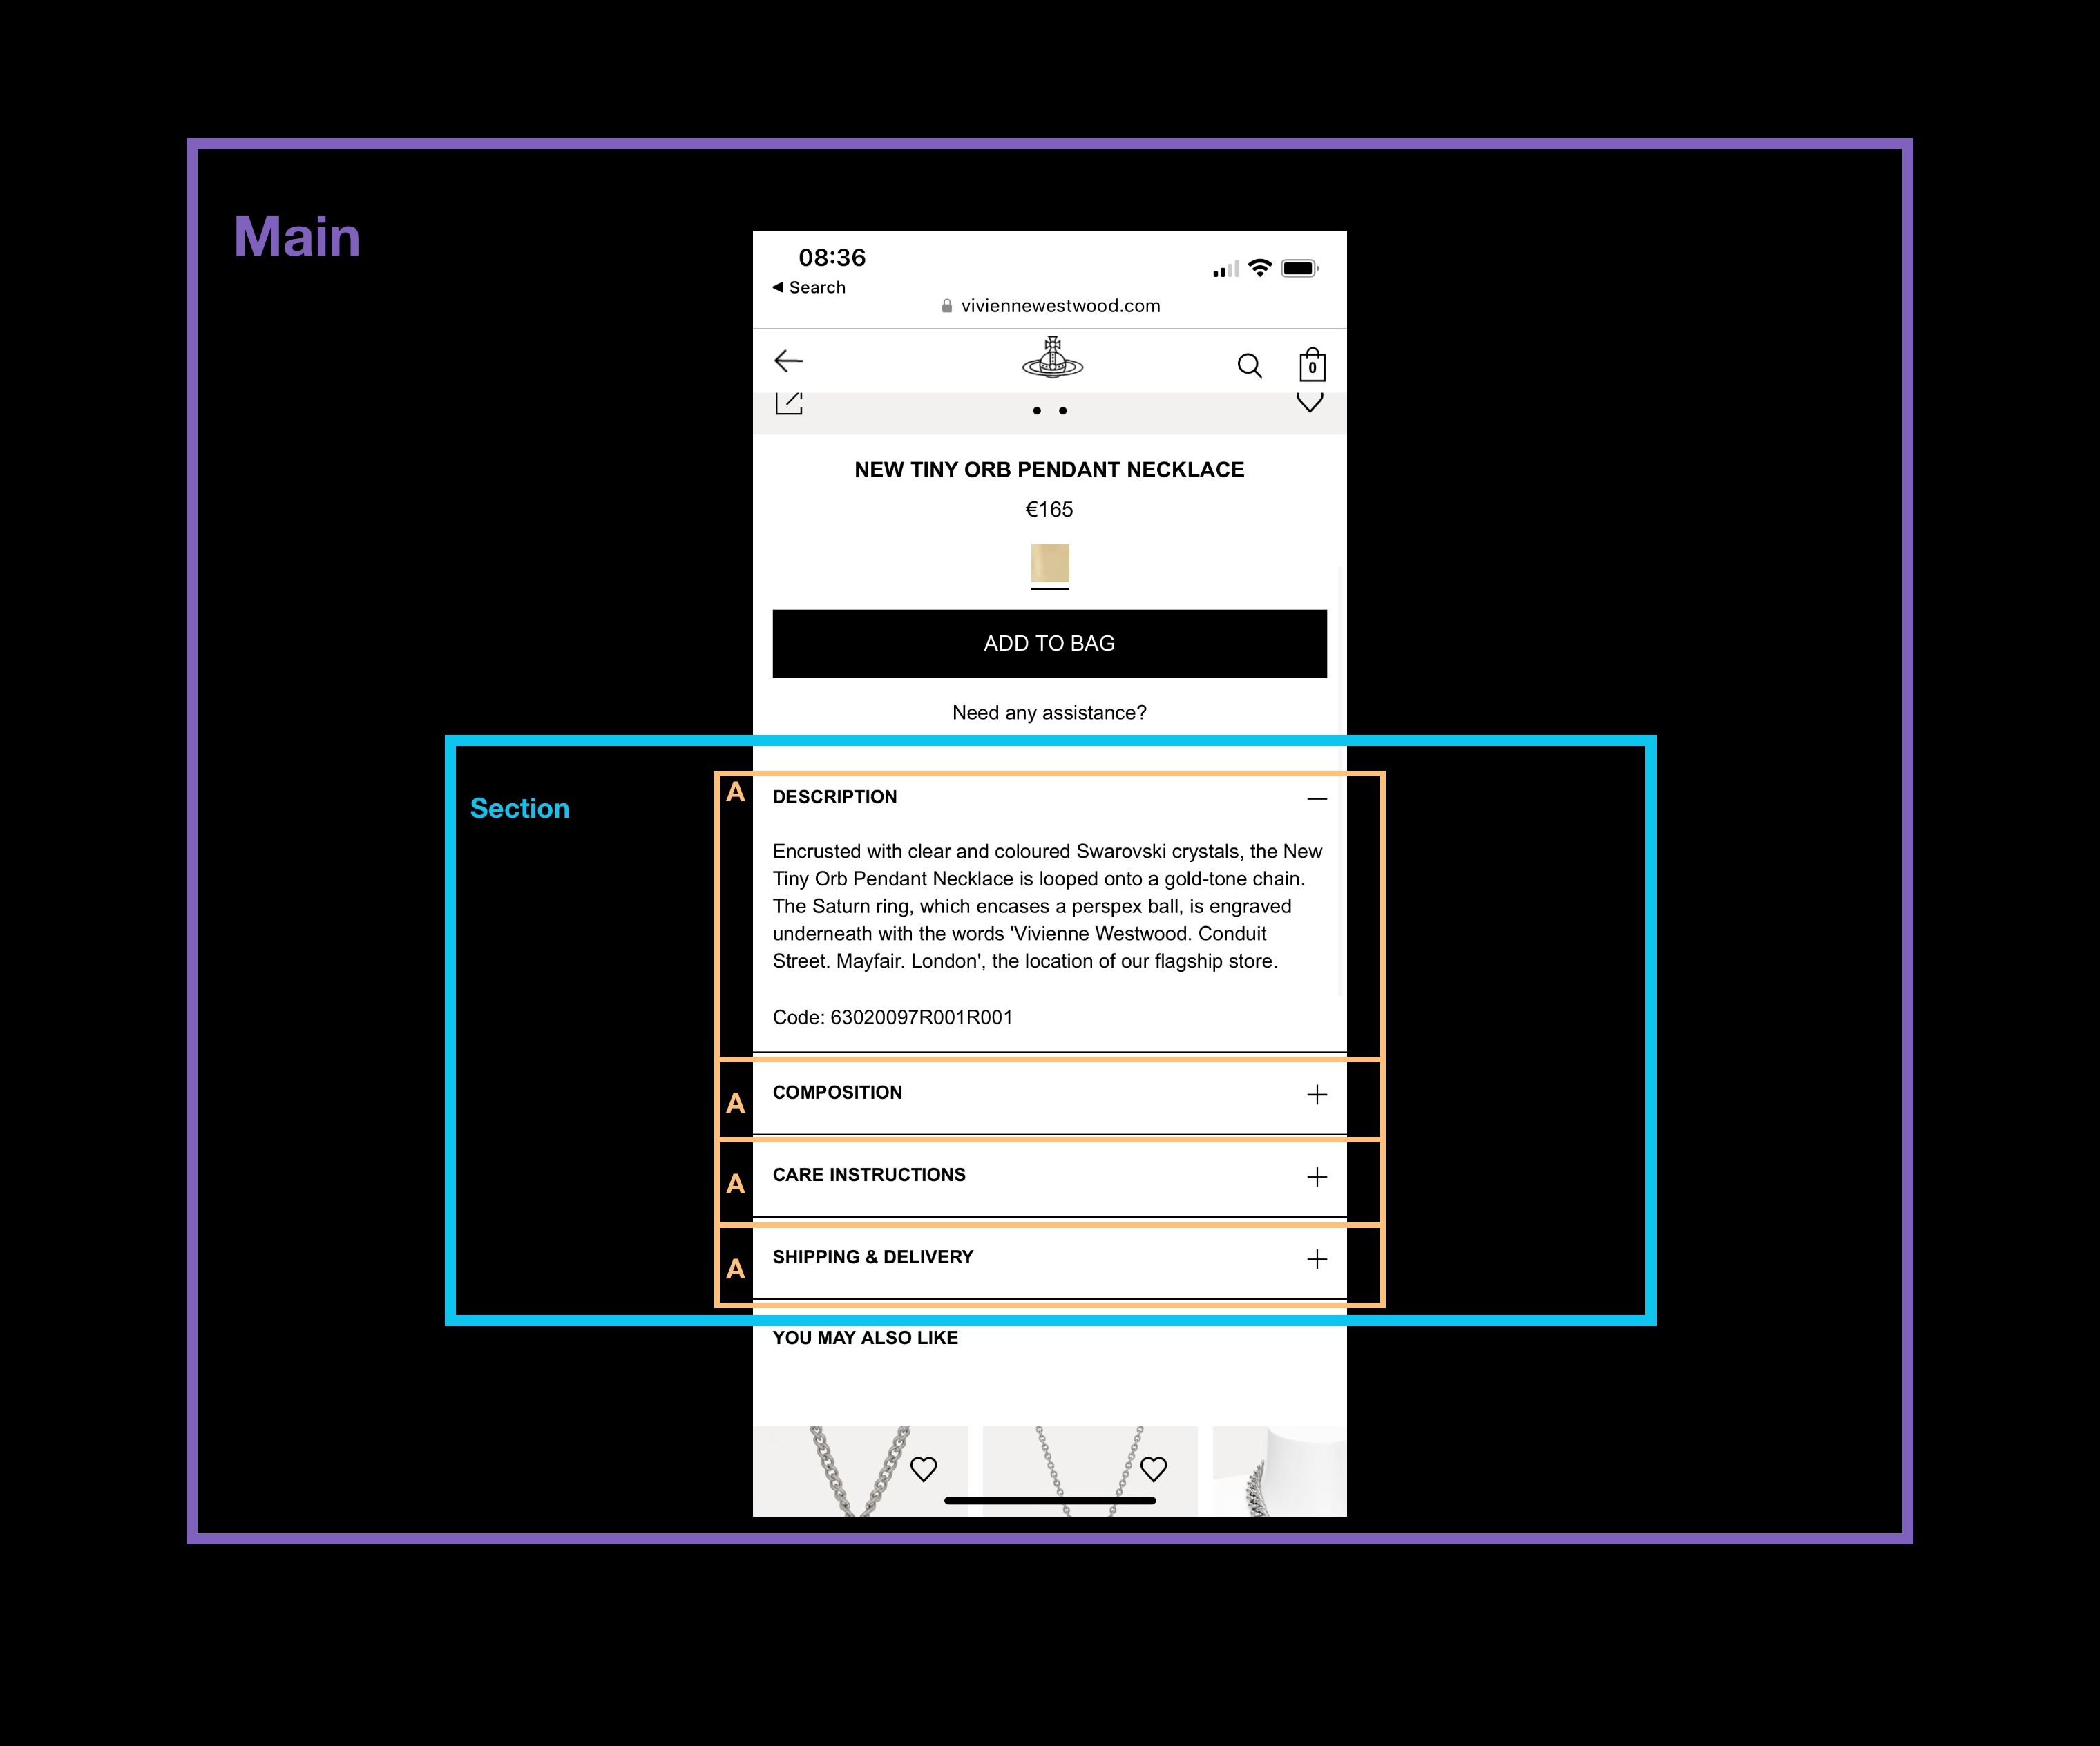 Main
08:36
Search
viviennewestwood.com
0
NEW TINY ORB PENDANT NECKLACE
€165
ADD TO BAG
Need any assistance?
Section
A
DESCRIPTION
Encrusted with clear and coloured Swarovski crystals, the New
Tiny Orb Pendant Necklace is looped onto a gold-tone chain.
The Saturn ring, which encases a perspex ball, is engraved
underneath with the words 'Vivienne Westwood. Conduit
Street. Mayfair. London', the location of our flagship store.
Code: 63020097R001R001
A
COMPOSITION
A
CARE INSTRUCTIONS
A
SHIPPING & DELIVERY
YOU MAY ALSO LIKE